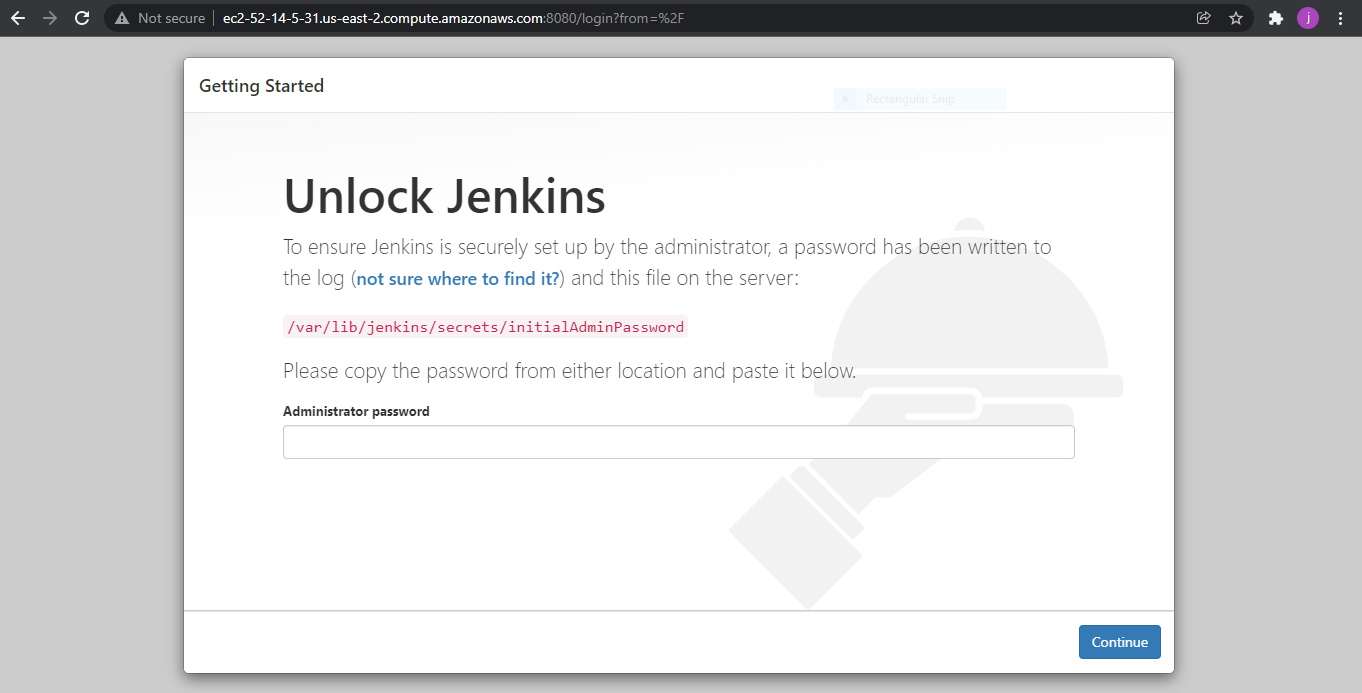 Not secure
ec2-52-14-5-31.us-east-2.compute.amazonaws.com:8080/login?from=%2F
j
Getting Started
Rectangular Snip
Unlock Jenkins
To ensure Jenkins is securely set up by the administrator, a password has been written to
the log (not sure where to find it?) and this file on the server:
/var/lib/jenkins/secrets/initialAdminPassword
Please copy the password from either location and paste it below.
Administrator password
Continue